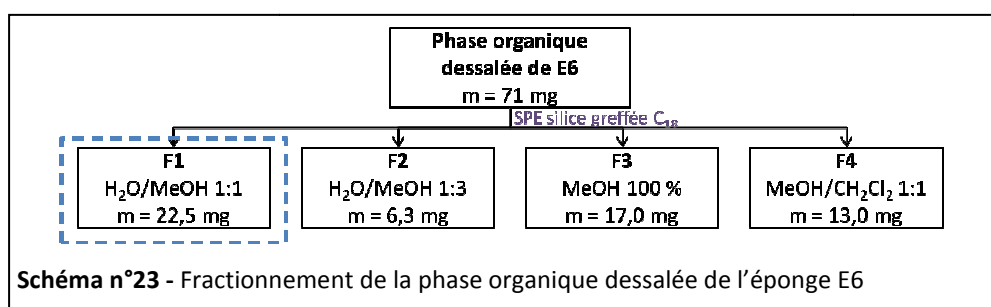 Phase organique
dessalée de E6
m = 71 mg
SPE silice greffée C₁₈
F1
H₂O/MeOH 1:1
m = 22,5 mg
F2
H₂O/MeOH 1:3
m = 6,3 mg
F3
MeOH 100 %
m = 17,0 mg
F4
MeOH/CH₂Cl₂ 1:1
m = 13,0 mg
Schéma n°23 - Fractionnement de la phase organique dessalée de l’éponge E6